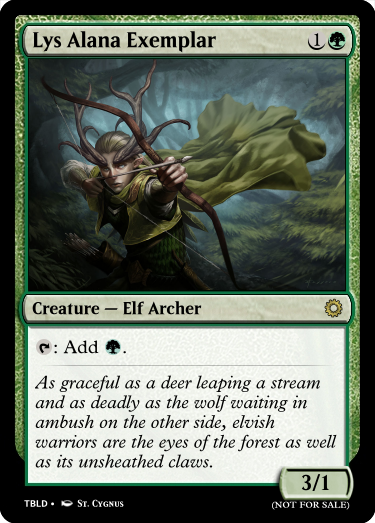 Lys Alana Exemplar 1
Creature — Elf Archer
: Add .
As graceful as a deer leaping a stream
and as deadly as the wolf waiting in
ambush on the other side, elvish
warriors are the eyes of the forest as well
as its unsheathed claws.
3/1
TBLD • St. Cygnus
(NOT FOR SALE)